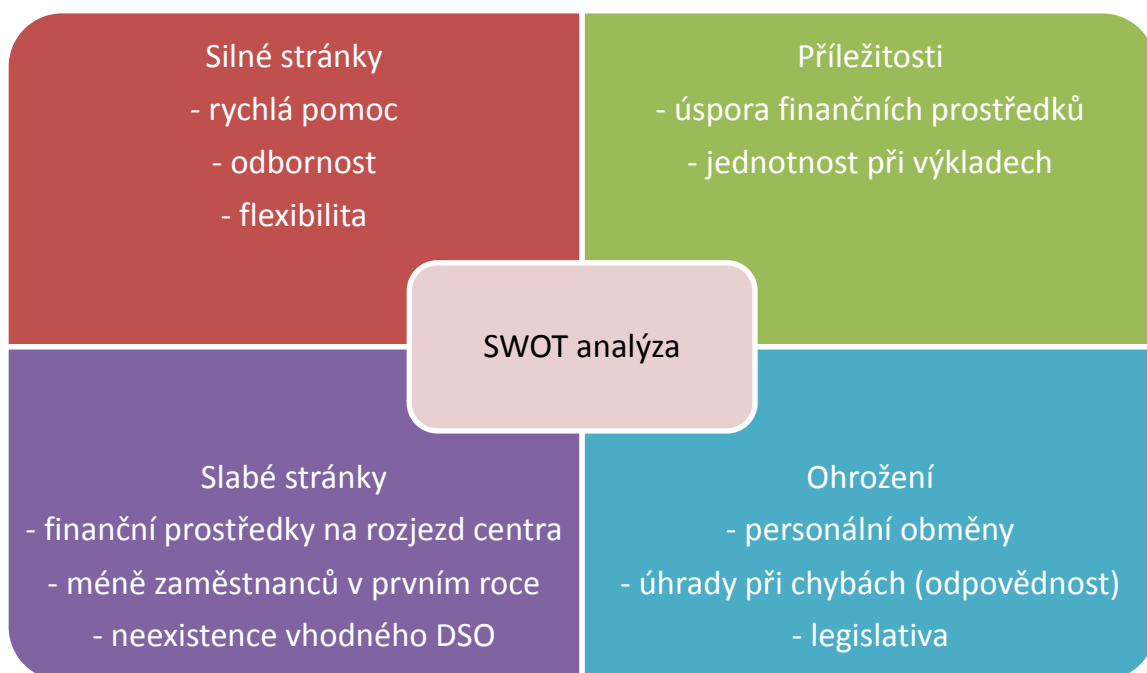 Silné stránky
- rychlá pomoc
- odbornost
- flexibilita
Příležitosti
- úspora finančních prostředků
- jednotnost při výkladech
SWOT analýza
Slabé stránky
- finanční prostředky na rozjezd centra
- méně zaměstnanců v prvním roce
- neexistence vhodného DSO
Ohrožení
- personální obměny
- úhrady při chybách (odpovědnost)
- legislativa